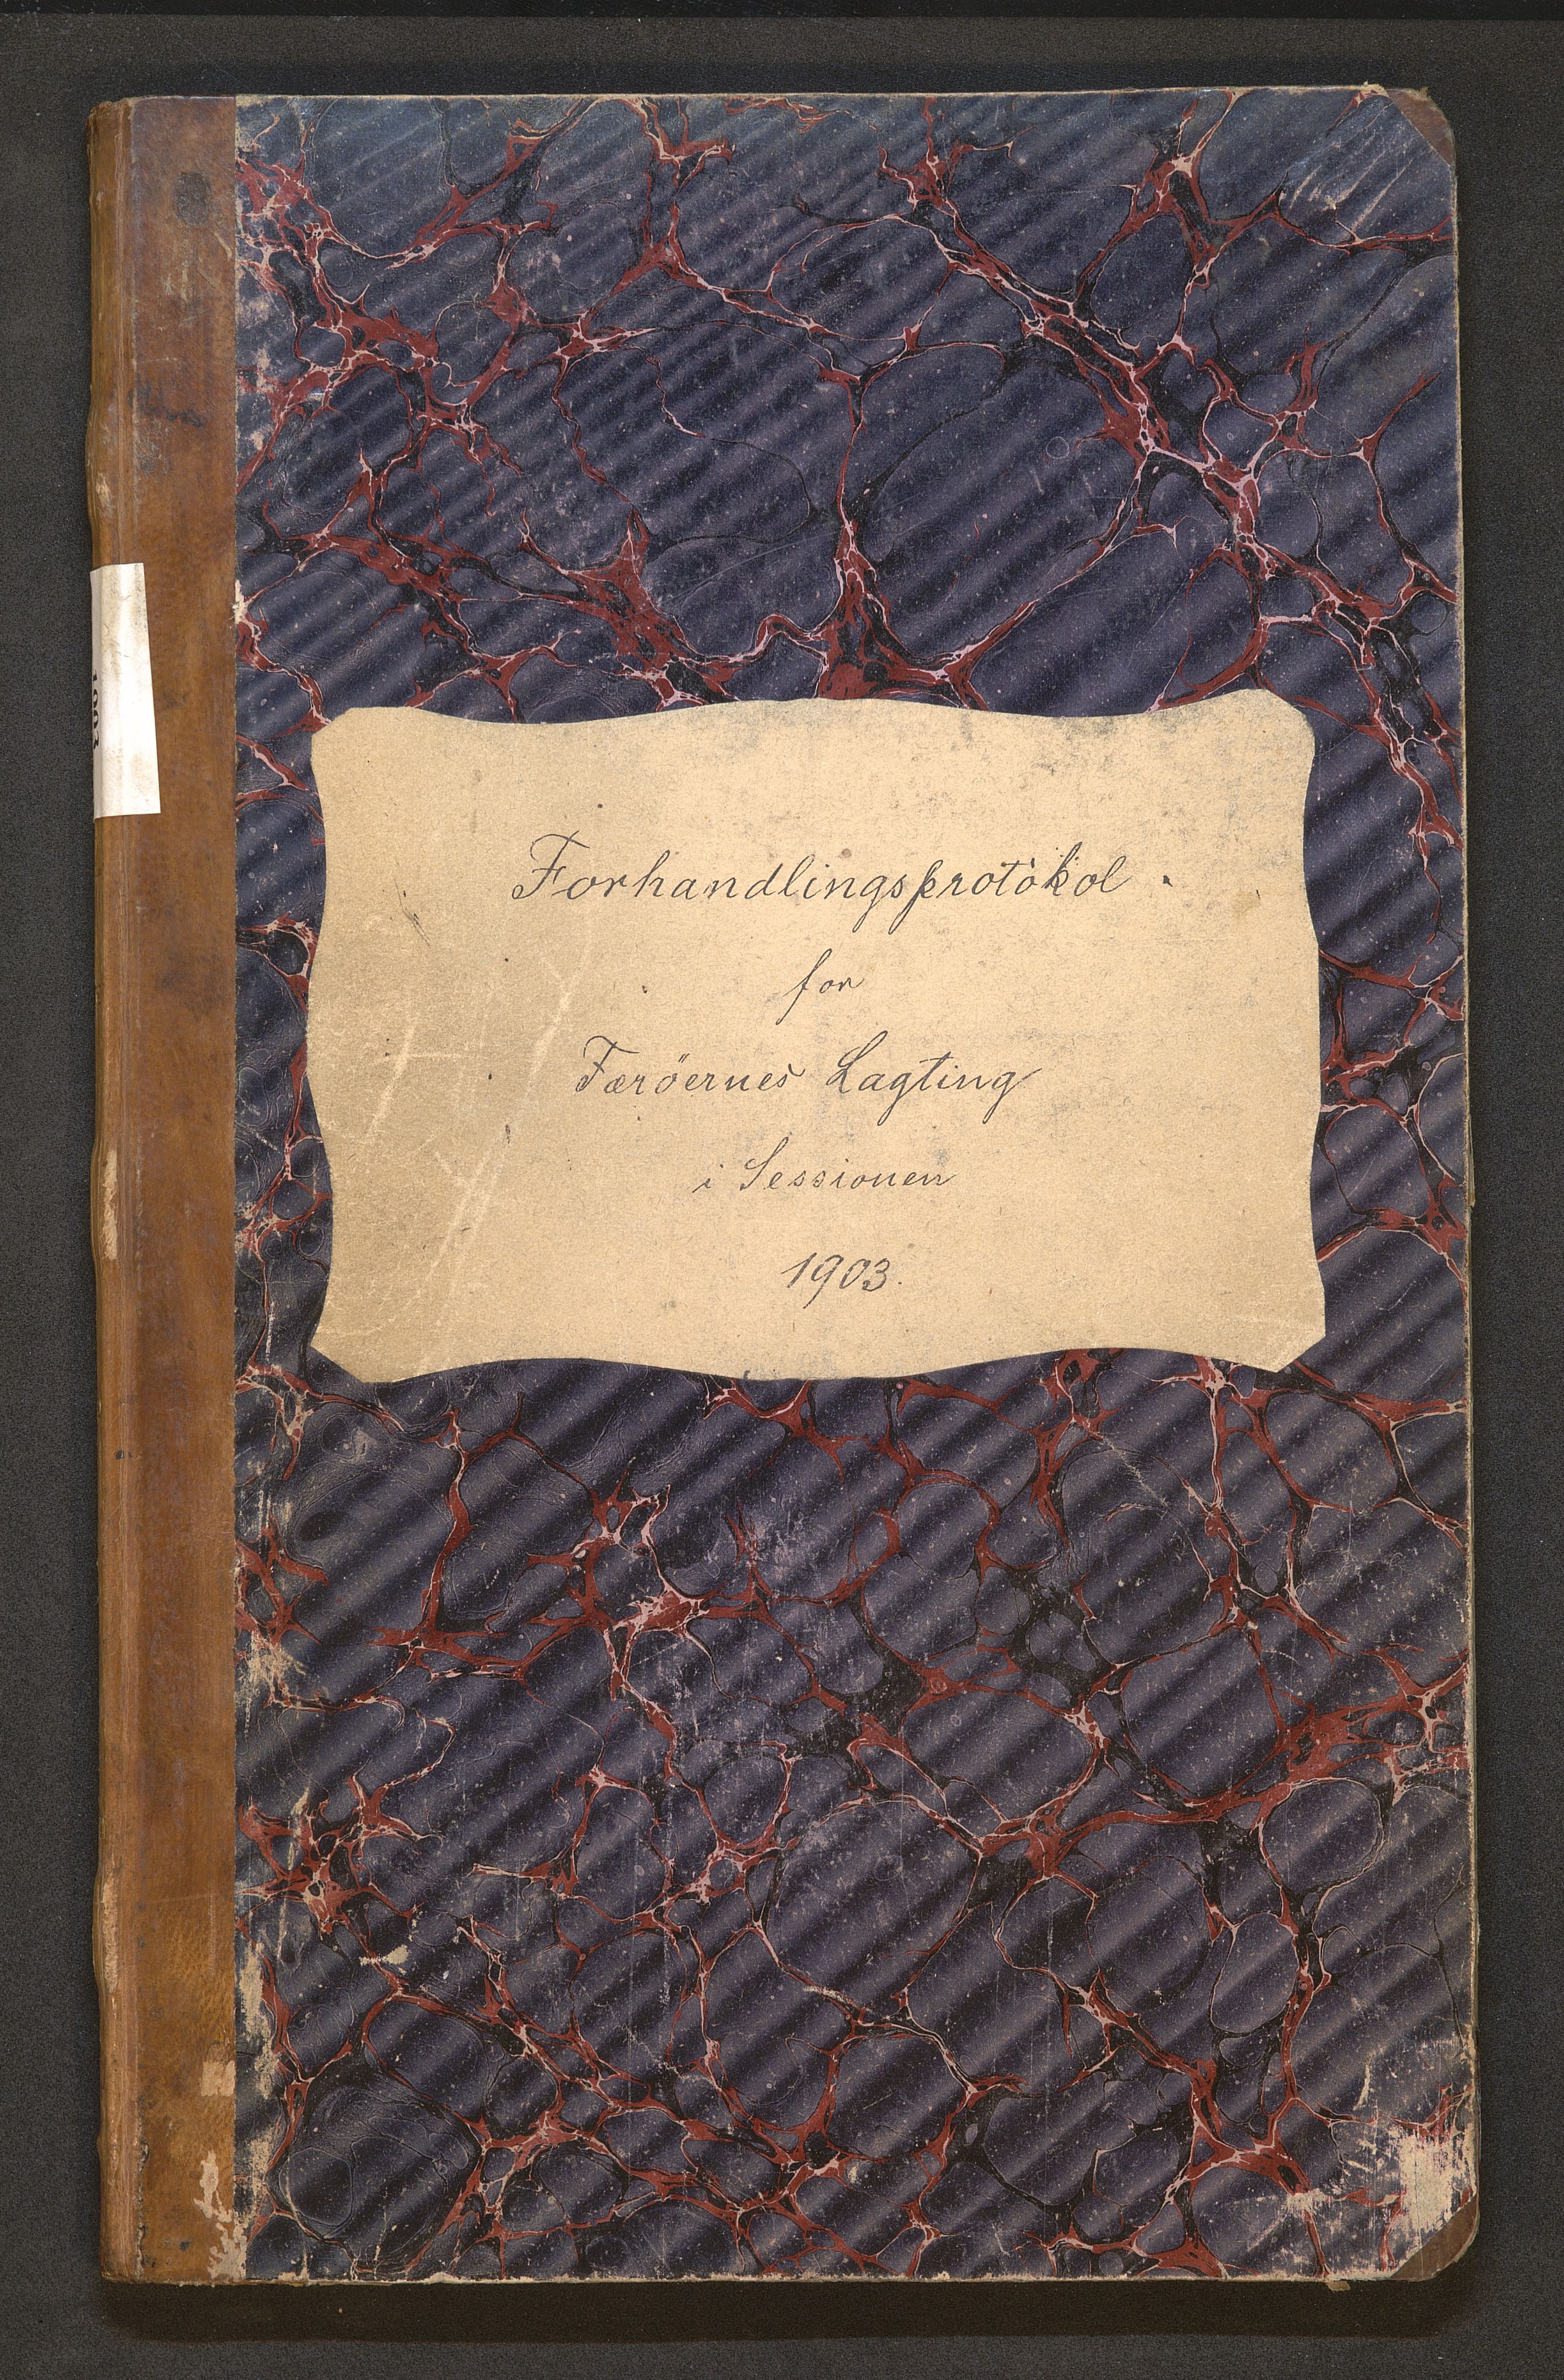 Forhandlingsprotokol.
for
Færöernes Lagting
i Sessionen
1903.